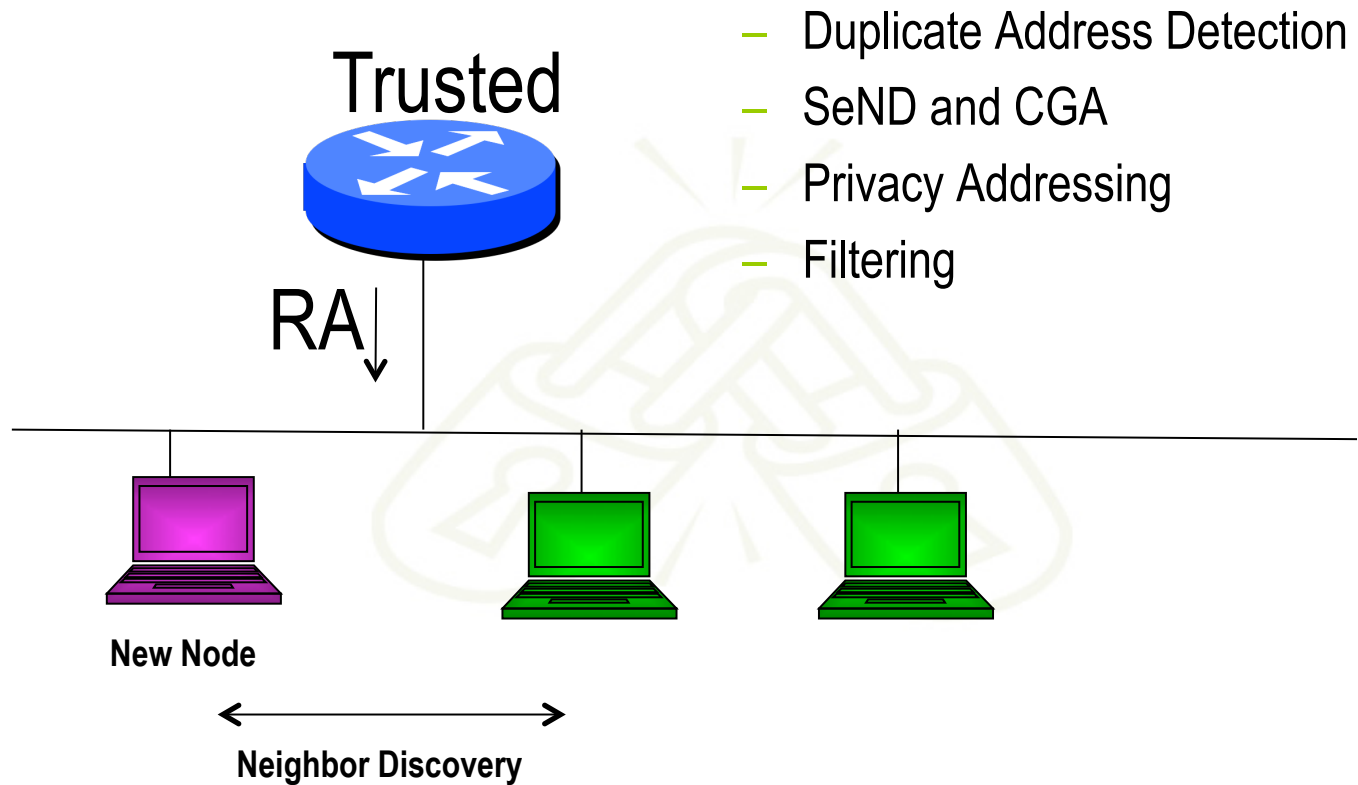 – Duplicate Address Detection
– SeND and CGA
– Privacy Addressing
– Filtering
Trusted
RA
New Node
Neighbor Discovery